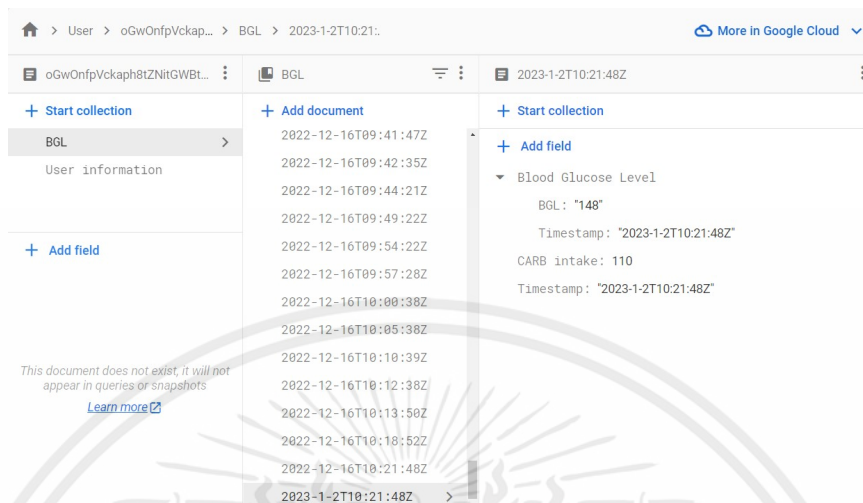 > User > oGwOnfpVckap... > BGL > 2023-1-2T10:21:.
More in Google Cloud
oGwOnfpVckaph8tZNitGWBt...
+ Start collection
BGL >
User information
+ Add field
This document does not exist, it will not
appear in queries or snapshots
Learn more
BGL
+ Add document
2022-12-16T09:41:47Z
2022-12-16T09:42:35Z
2022-12-16T09:44:21Z
2022-12-16T09:49:22Z
2022-12-16T09:54:22Z
2022-12-16T09:57:28Z
2022-12-16T10:00:38Z
2022-12-16T10:05:38Z
2022-12-16T10:10:39Z
2022-12-16T10:12:38Z
2022-12-16T10:13:50Z
2022-12-16T10:18:52Z
2022-12-16T10:21:48Z
2023-1-2T10:21:48Z >
2023-1-2T10:21:48Z
+ Start collection
+ Add field
Blood Glucose Level
BGL: "148"
Timestamp: "2023-1-2T10:21:48Z"
CARB intake: 110
Timestamp: "2023-1-2T10:21:48Z"